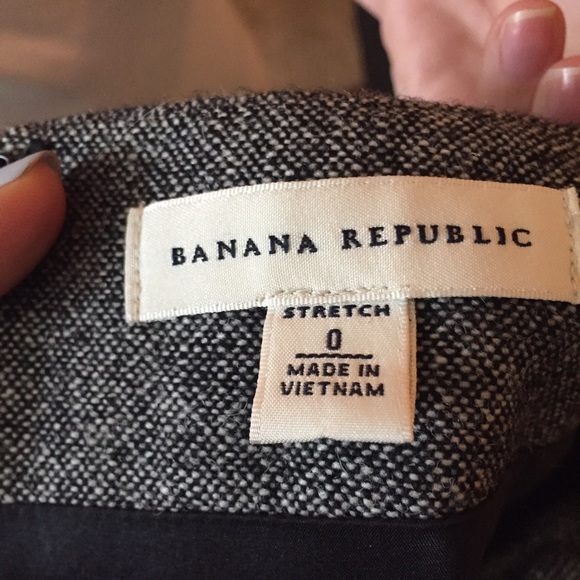 BANANA REPUBLIC
STRETCH
0
MADE IN
VIETNAM